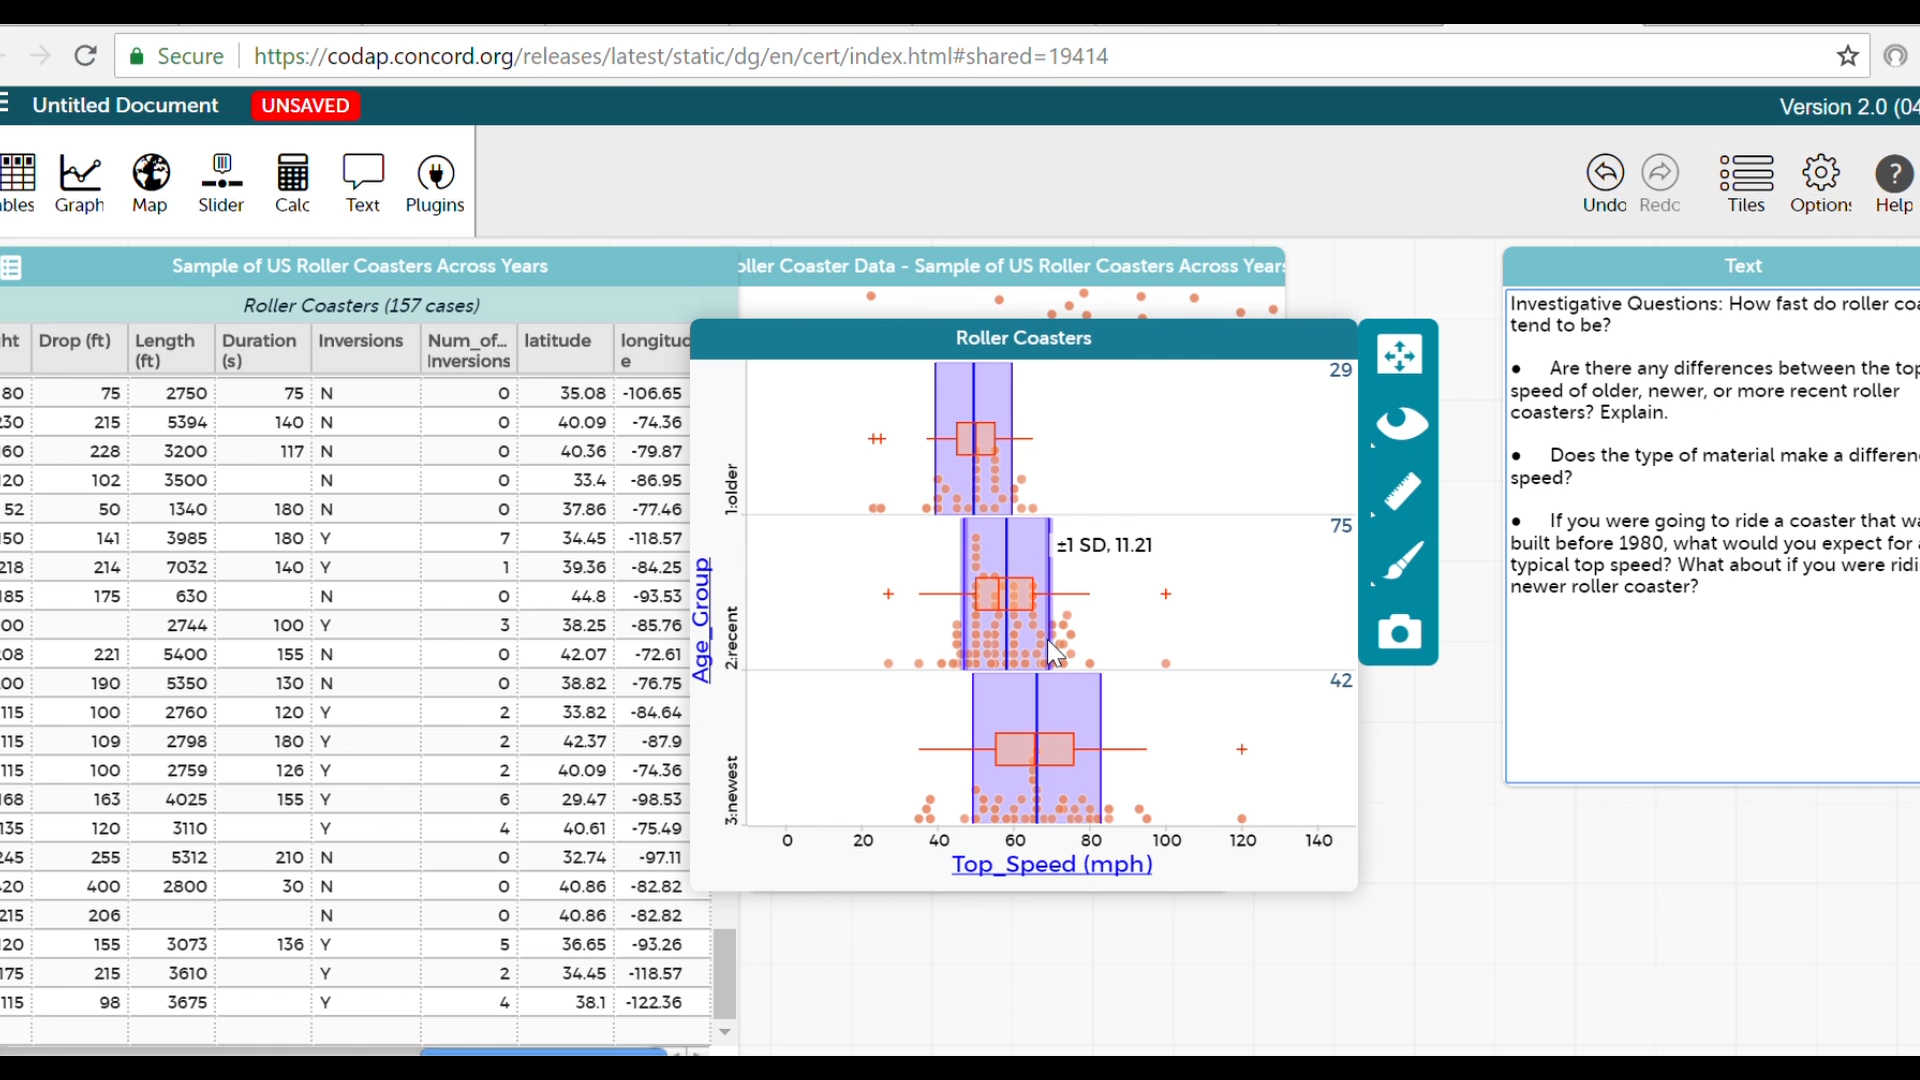 Secure https://codap.concord.org/releases/latest/static/dg/en/cert/index.html#shared=19414
Untitled Document UNSAVED Version 2.0 (04
bles Graph Map Slider Calc Text Plugins Undo Redo Tiles Options Help
Sample of US Roller Coasters Across Years
Roller Coasters (157 cases)
ht Drop (ft) Length (ft) Duration (s) Inversions Num_of... Inversions latitude longitud e
80 75 2750 75 N 0 35.08 -106.65
230 215 5394 140 N 0 40.09 -74.36
60 228 3200 117 N 0 40.36 -79.87
120 102 3500 N 0 33.4 -86.95
52 50 1340 180 N 0 37.86 -77.46
150 141 3985 180 Y 7 34.45 -118.57
218 214 7032 140 Y 1 39.36 -84.25
185 175 630 N 0 44.8 -93.53
00 2744 100 Y 3 38.25 -85.76
08 221 5400 155 N 0 42.07 -72.61
00 190 5350 130 N 0 38.82 -76.75
115 100 2760 120 Y 2 33.82 -84.64
115 109 2798 180 Y 2 42.37 -87.9
115 100 2759 126 Y 2 40.09 -74.36
168 163 4025 155 Y 6 29.47 -98.53
135 120 3110 Y 4 40.61 -75.49
245 255 5312 210 N 0 32.74 -97.11
420 400 2800 30 N 0 40.86 -82.82
215 206 N 0 40.86 -82.82
120 155 3073 136 Y 5 36.65 -93.26
175 215 3610 Y 2 34.45 -118.57
115 98 3675 Y 4 38.1 -122.36
oller Coaster Data - Sample of US Roller Coasters Across Years
Roller Coasters
29
75
42
±1 SD, 11.21
Age_Group
1:older
2:recent
3:newest
0 20 40 60 80 100 120 140
Top_Speed (mph)
Text
Investigative Questions: How fast do roller coa
tend to be?
● Are there any differences between the top
speed of older, newer, or more recent roller
coasters? Explain.
● Does the type of material make a differen
speed?
● If you were going to ride a coaster that wa
built before 1980, what would you expect for a
typical top speed? What about if you were ridi
newer roller coaster?